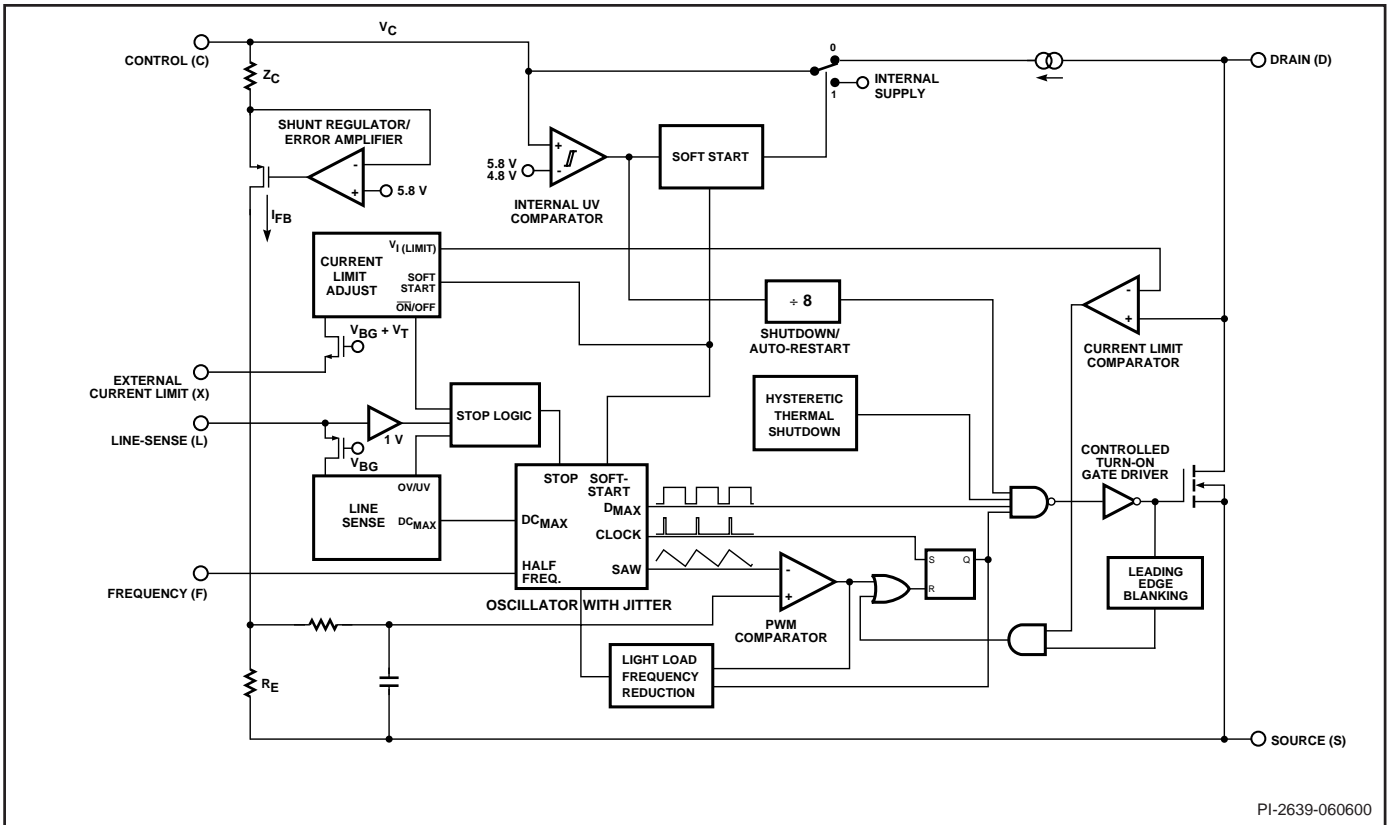 VC
0
CONTROL (C)
DRAIN (D)
ZC
1
INTERNAL
SUPPLY
SHUNT REGULATOR/
ERROR AMPLIFIER
+
-
5.8 V
4.8 V
SOFT START
-
+
5.8 V
INTERNAL UV
COMPARATOR
IFB
VI (LIMIT)
CURRENT
LIMIT
ADJUST
SOFT
START
ON/OFF
-
+
÷ 8
SHUTDOWN/
AUTO-RESTART
CURRENT LIMIT
COMPARATOR
VBG + VT
EXTERNAL
CURRENT LIMIT (X)
HYSTERETIC
THERMAL
SHUTDOWN
STOP LOGIC
LINE-SENSE (L)
1 V
VBG
CONTROLLED
TURN-ON
GATE DRIVER
STOP
SOFT-
START
OV/UV
LINE
SENSE
DCMAX
DCMAX
DMAX
CLOCK
SAW
HALF
FREQ.
S
Q
R
-
+
LEADING
EDGE
BLANKING
FREQUENCY (F)
OSCILLATOR WITH JITTER
PWM
COMPARATOR
LIGHT LOAD
FREQUENCY
REDUCTION
RE
SOURCE (S)
PI-2639-060600